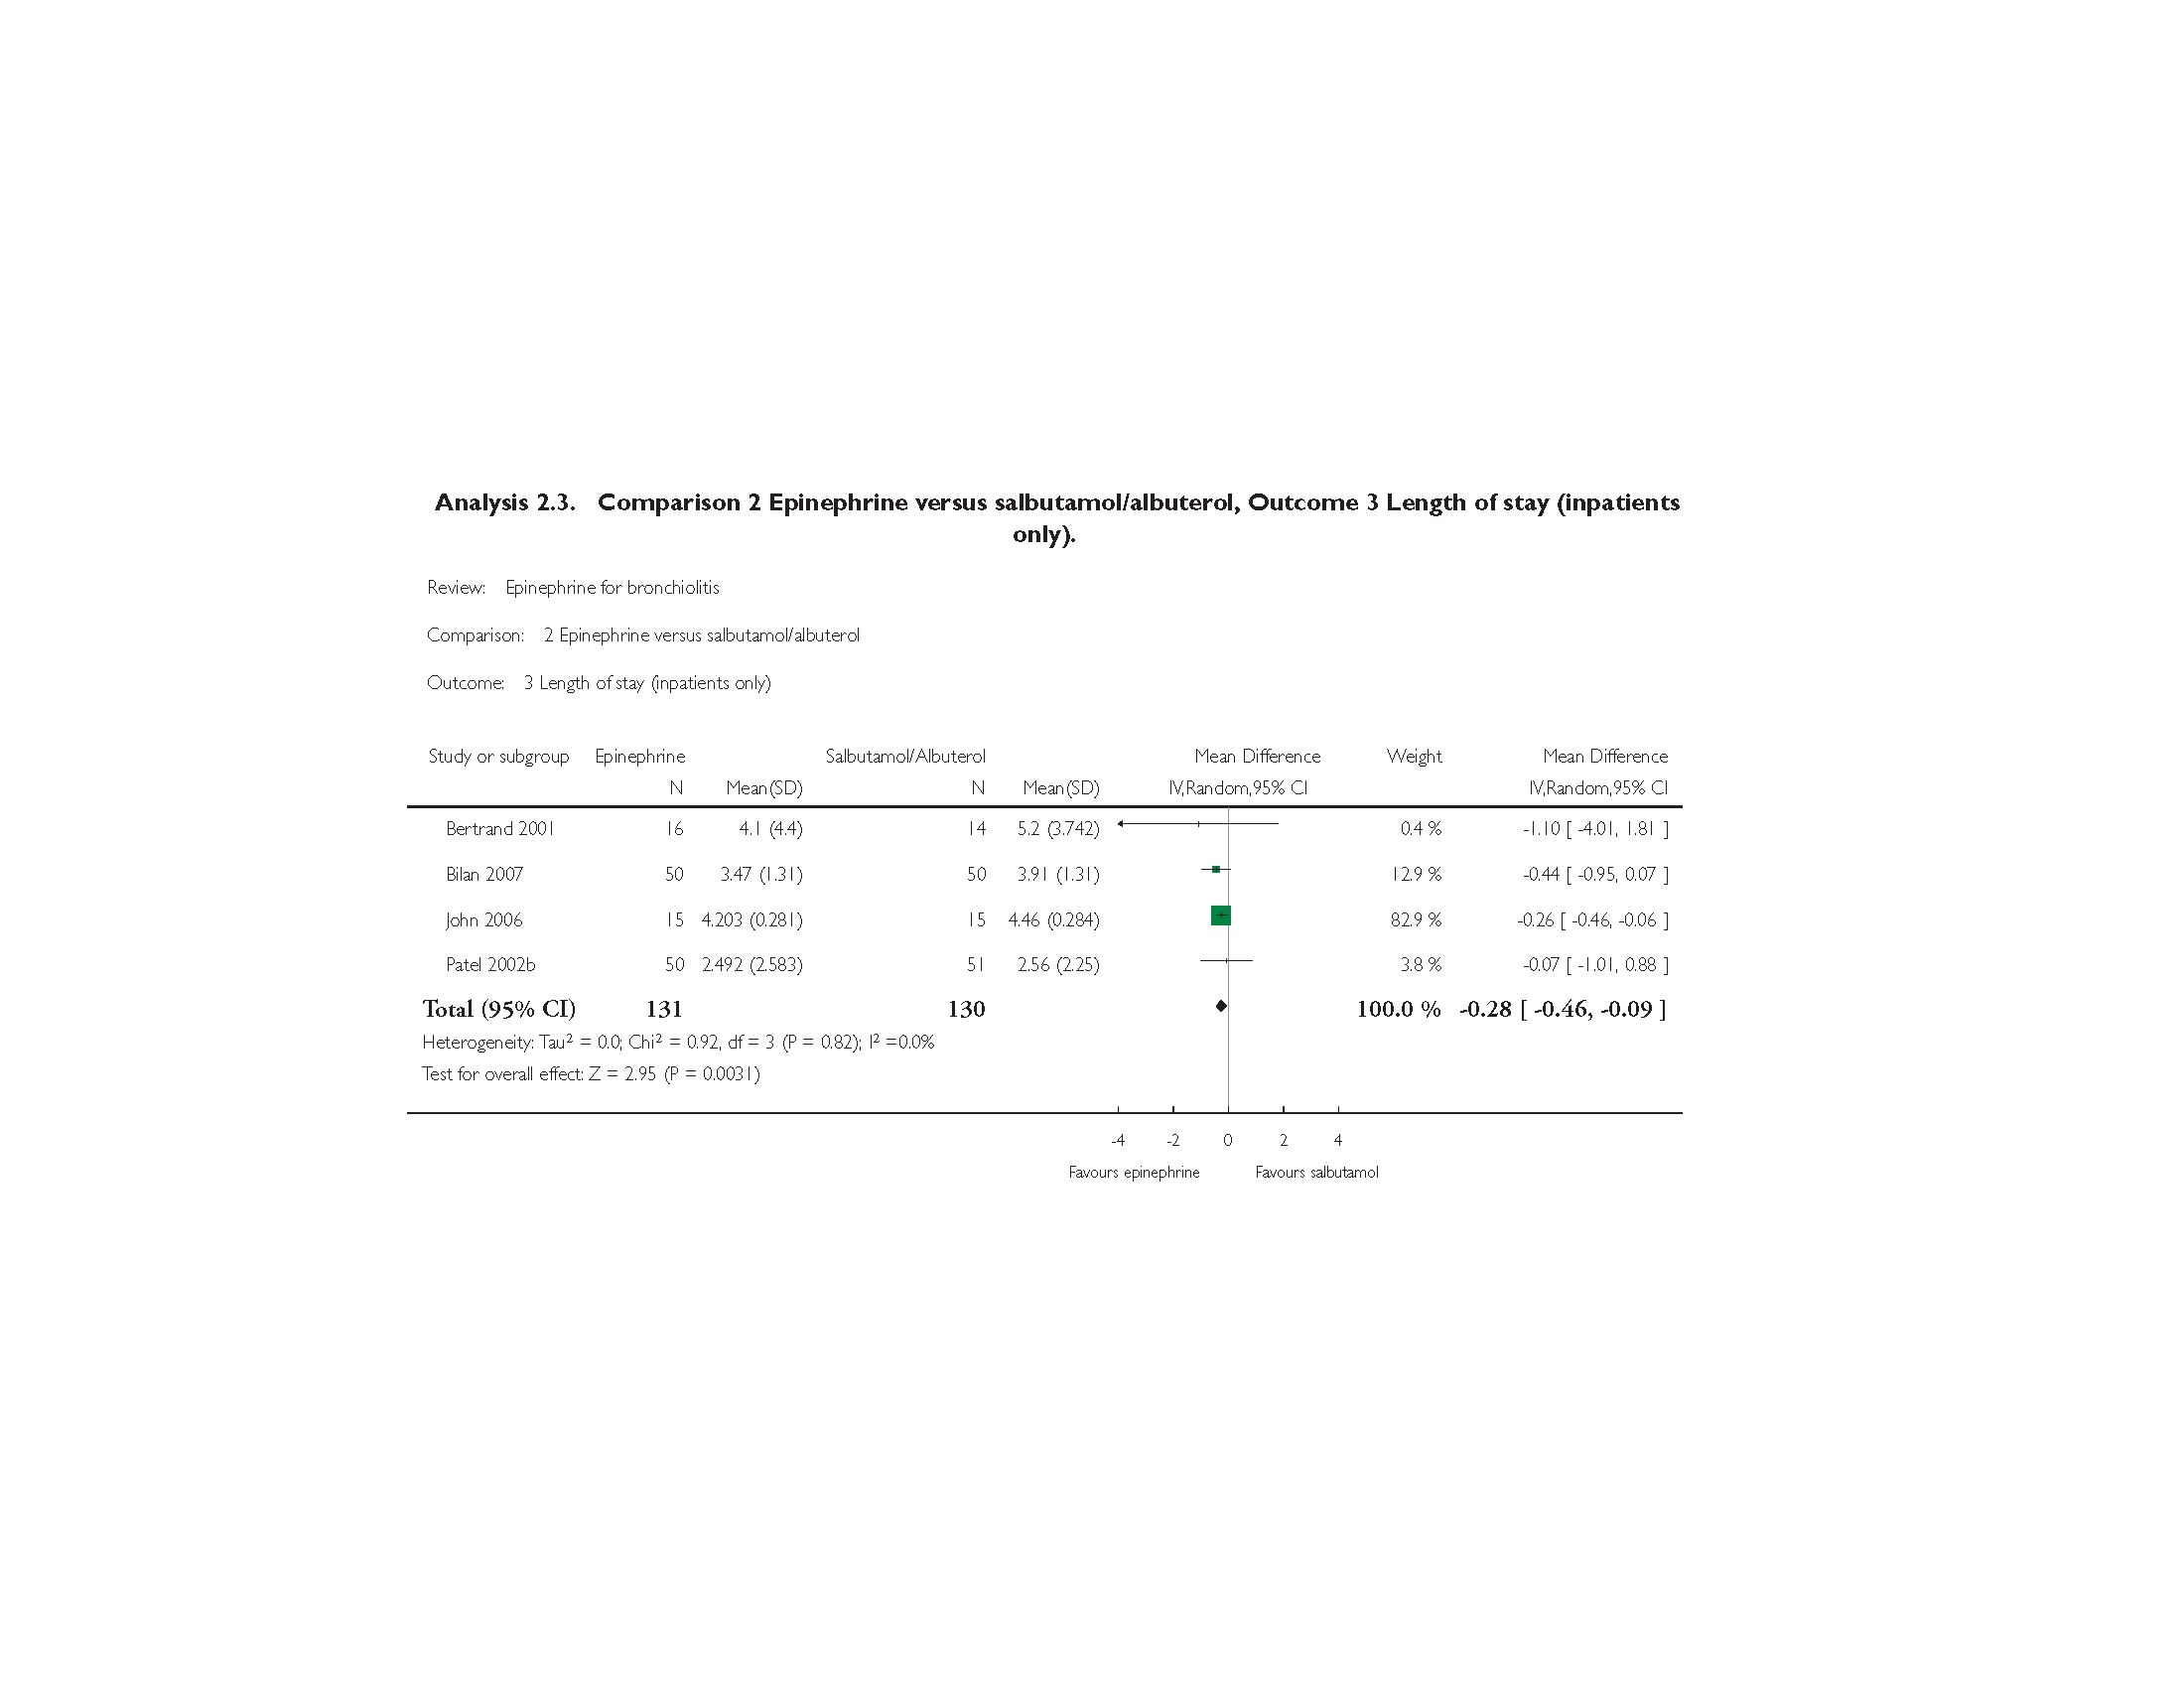 Analysis 2.3. Comparison 2 Epinephrine versus salbutamol/albuterol, Outcome 3 Length of stay (inpatients
only).
Review: Epinephrine for bronchiolitis
Comparison: 2 Epinephrine versus salbutamol/albuterol
Outcome: 3 Length of stay (inpatients only)
Study or subgroup Epinephrine Salbutamol/Albuterol Mean Difference Weight Mean Difference
N Mean(SD) N Mean(SD) IV,Random,95% CI IV,Random,95% CI
Bertrand 2001 16 4.1 (4.4) 14 5.2 (3.742) 0.4 % -1.10 [ -4.01, 1.81 ]
Bilan 2007 50 3.47 (1.31) 50 3.91 (1.31) 12.9 % -0.44 [ -0.95, 0.07 ]
John 2006 15 4.203 (0.281) 15 4.46 (0.284) 82.9 % -0.26 [ -0.46, -0.06 ]
Patel 2002b 50 2.492 (2.583) 51 2.56 (2.25) 3.8 % -0.07 [ -1.01, 0.88 ]
Total (95% CI) 131 130 100.0 % -0.28 [ -0.46, -0.09 ]
Heterogeneity: Tau² = 0.0; Chi² = 0.92, df = 3 (P = 0.82); I² =0.0%
Test for overall effect: Z = 2.95 (P = 0.0031)
-4 -2 0 2 4
Favours epinephrine Favours salbutamol